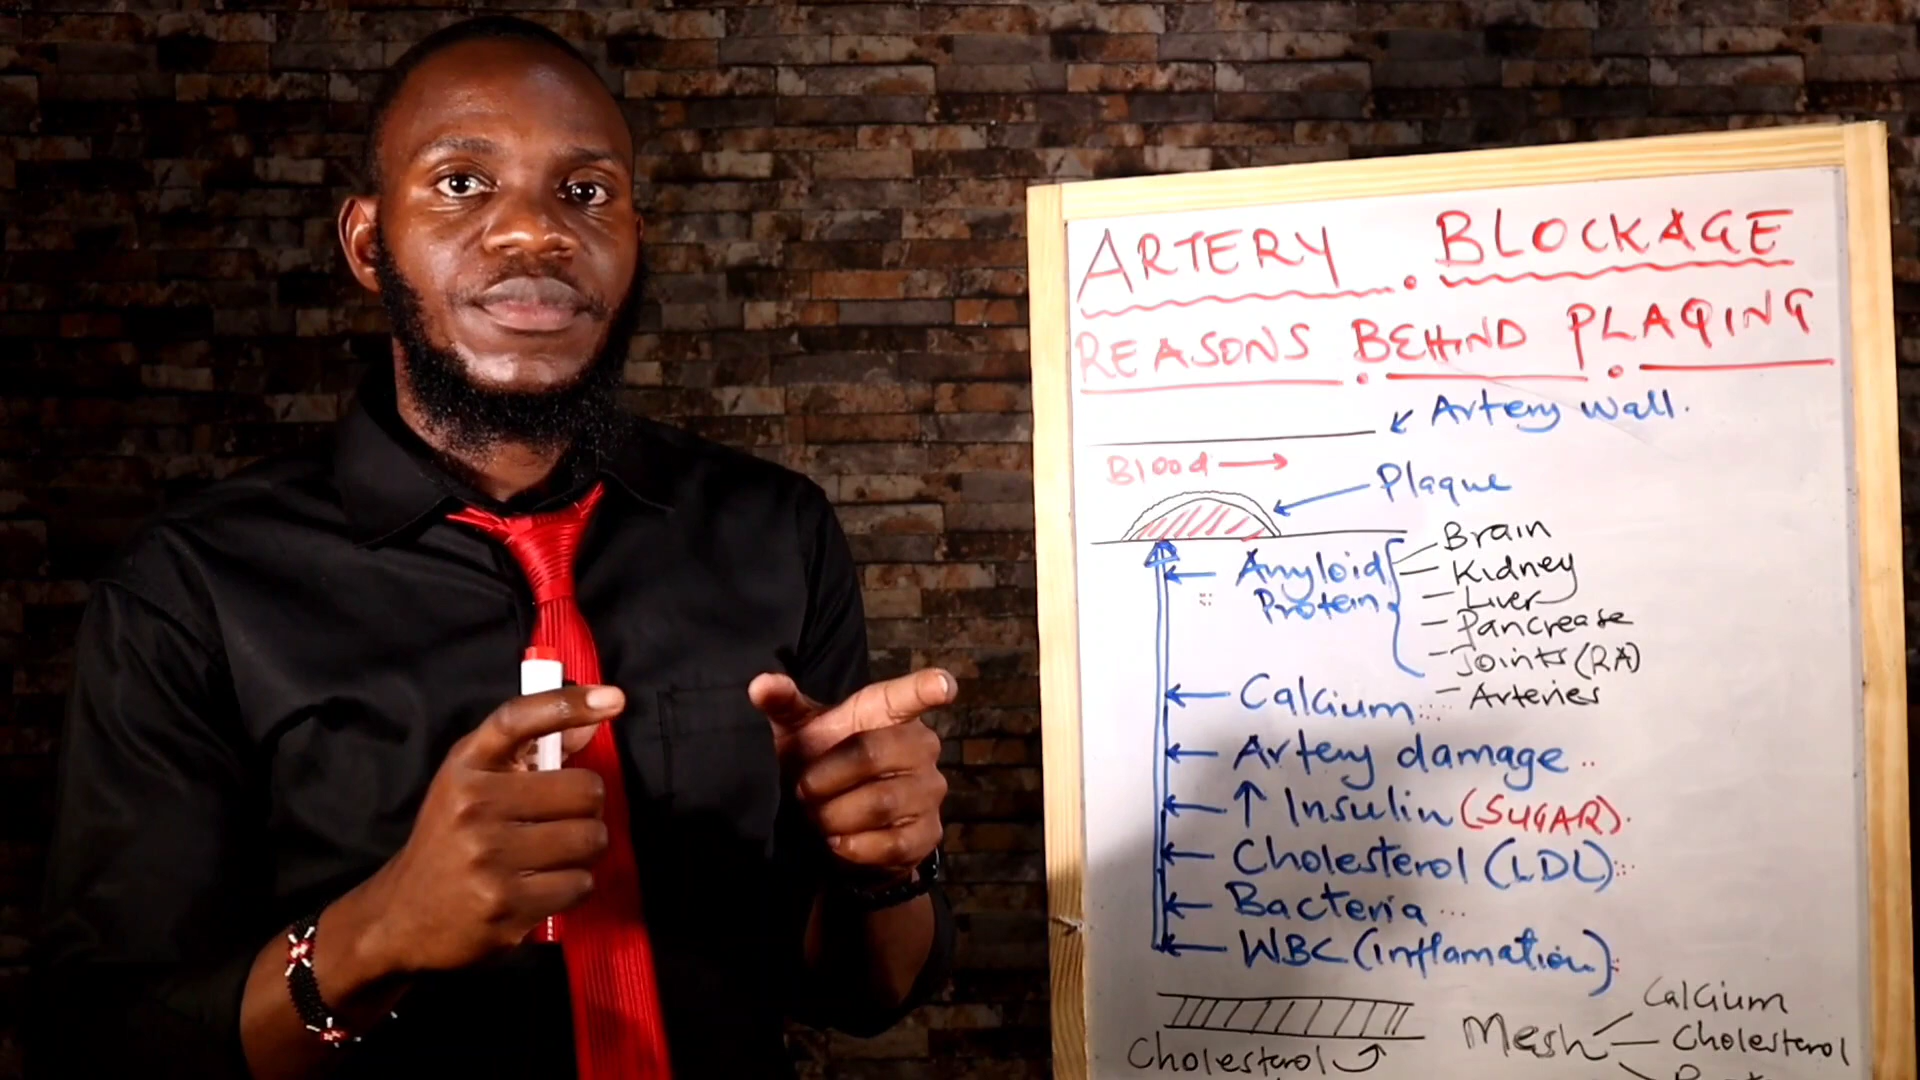 ARTERY . BLOCKAGE
REASONS . BEHIND . PLAQING
Artery wall.
Blood
Plaque
Amyloid
Protein
Brain
Kidney
Liver
Pancrease
Joints (RA)
Arteries
Calcium
Artery damage
↑ Insulin (SUGAR).
Cholesterol (LDL)
Bacteria
WBC (inflamation)
Calcium
Mesh
Cholesterol
Cholesterol